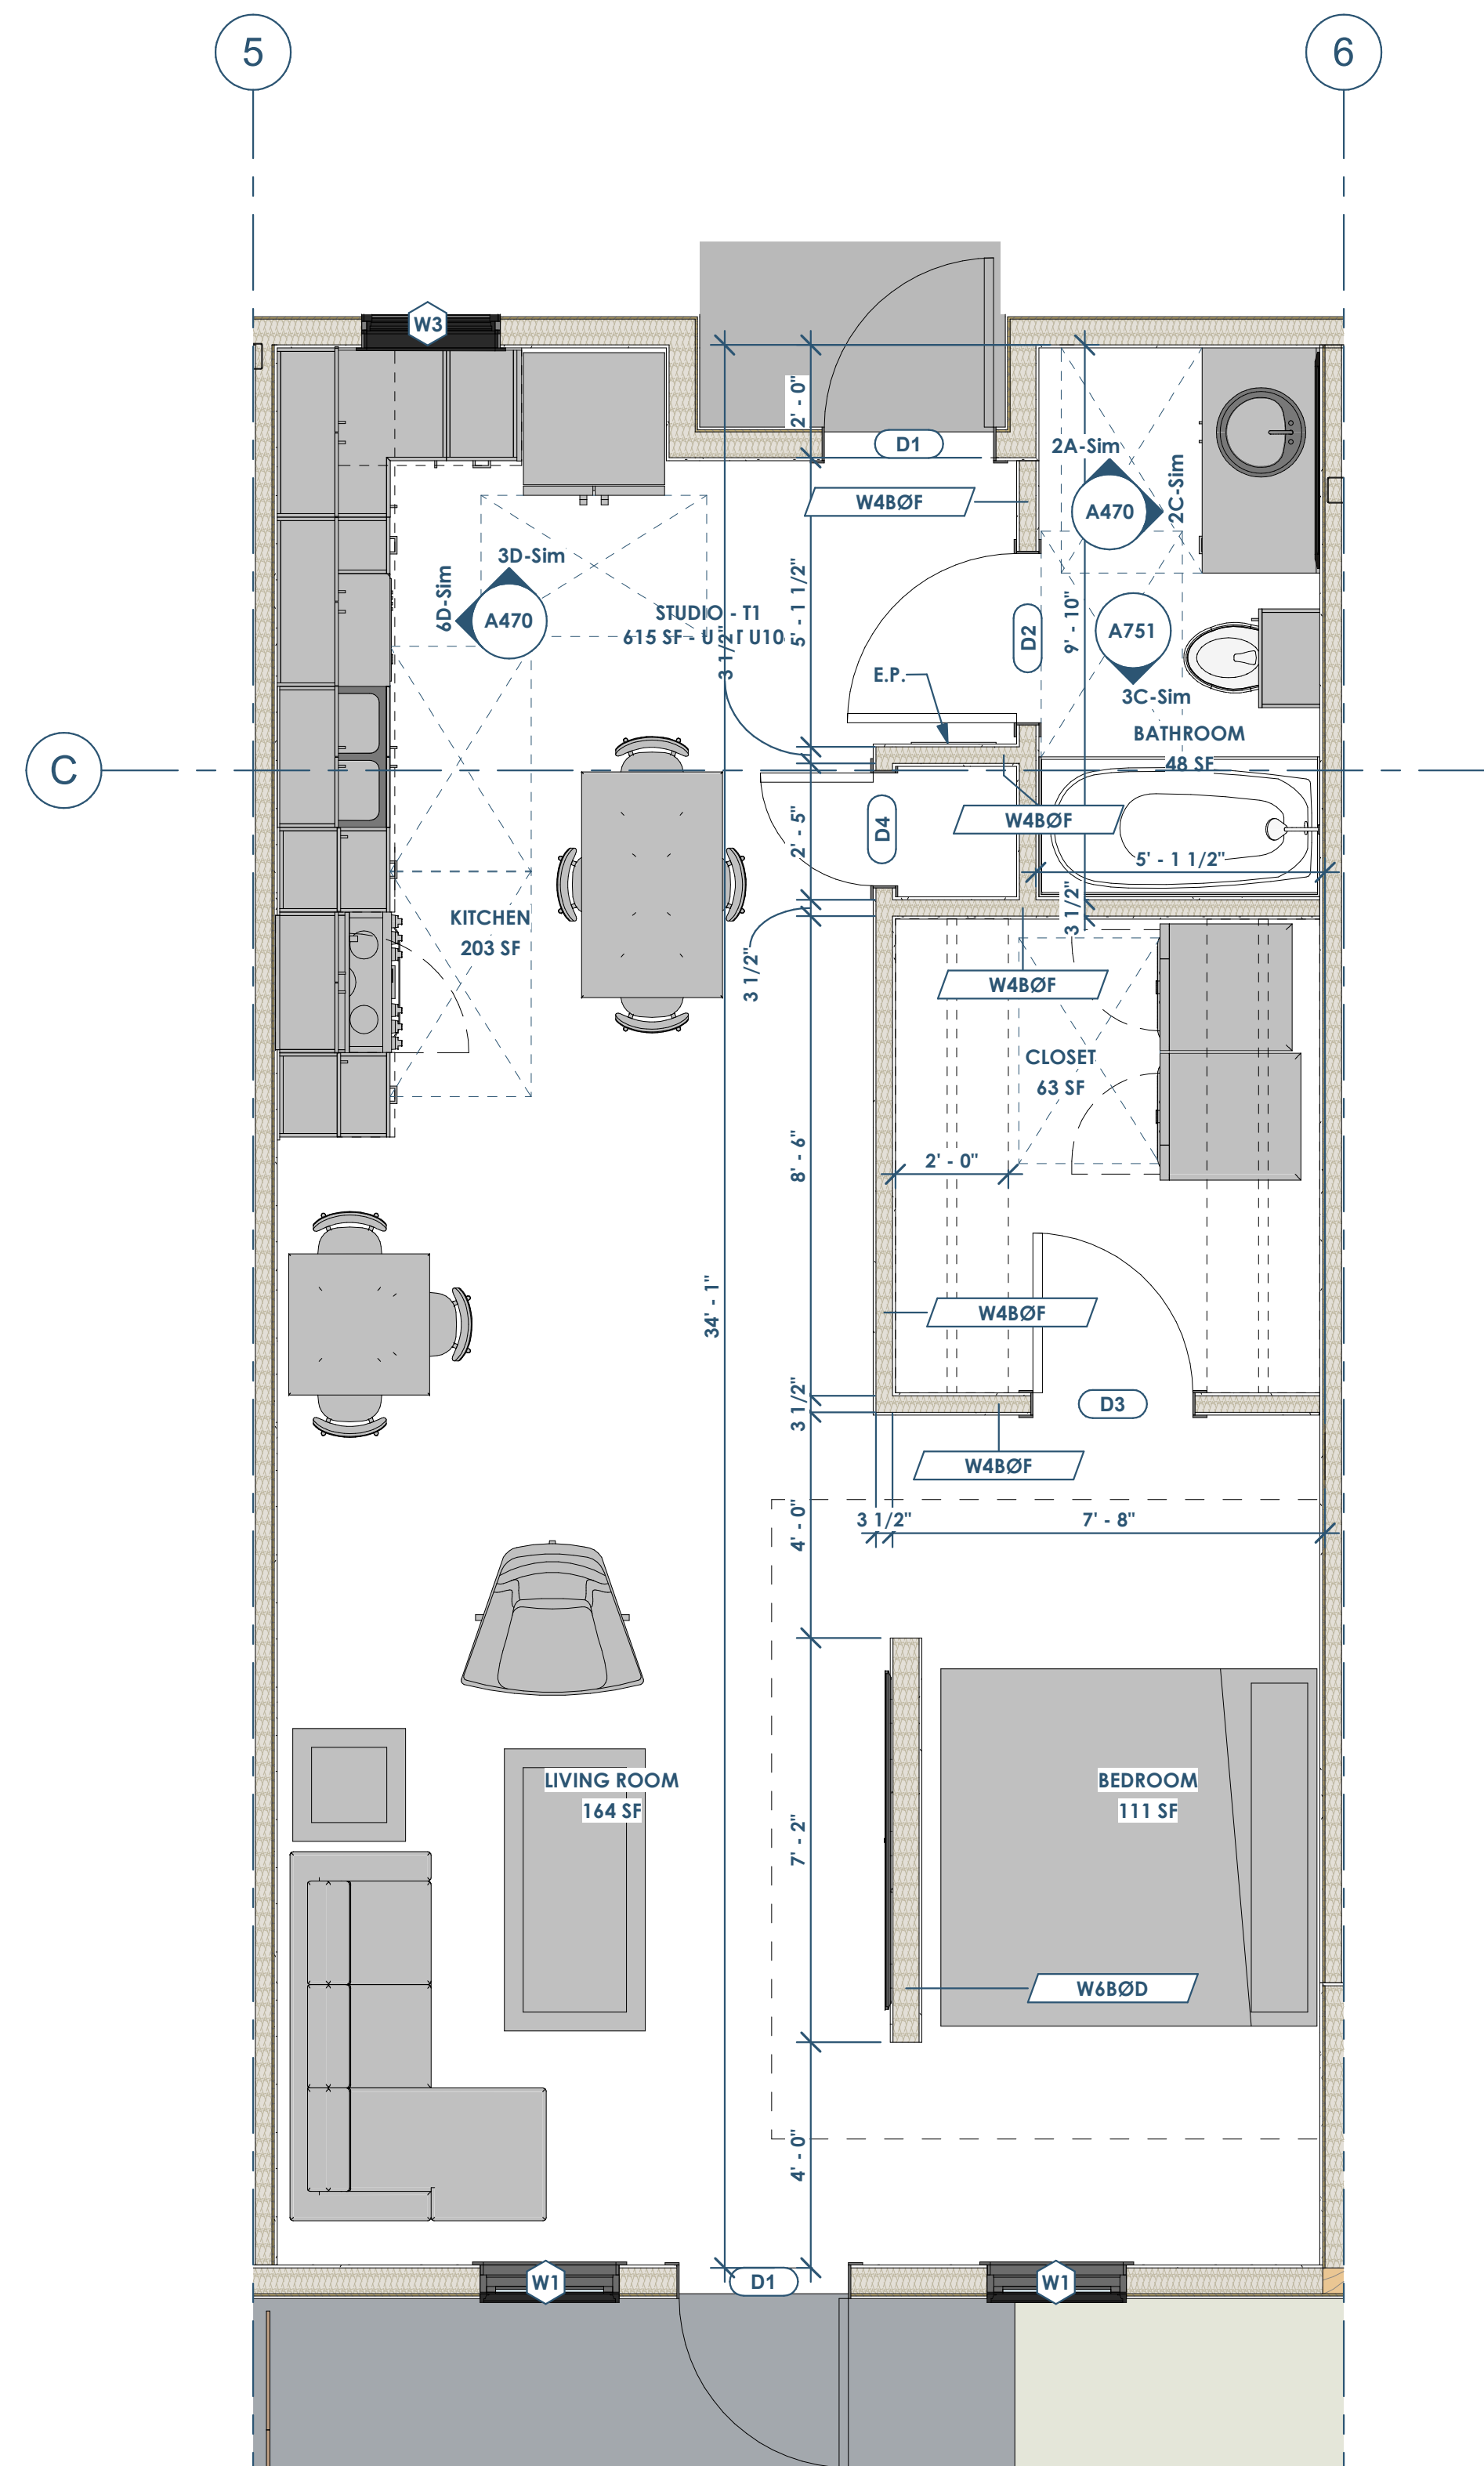 5
6
W3
2' - 0"
D1
2A-Sim
2C-Sim
A470
W4BØF
3D-Sim
6D-Sim
A470
STUDIO - T1
615 SF - U
U10
3 1/2"
5' - 1 1/2"
D2
9' - 10"
A751
3C-Sim
E.P.
BATHROOM
48 SF
C
D4
2' - 5"
W4BØF
5' - 1 1/2"
3 1/2"
KITCHEN
203 SF
3 1/2"
W4BØF
CLOSET
63 SF
8' - 6"
2' - 0"
34' - 1"
W4BØF
3 1/2"
D3
W4BØF
4' - 0"
3 1/2"
7' - 8"
LIVING ROOM
164 SF
BEDROOM
111 SF
7' - 2"
W6BØD
4' - 0"
W1
D1
W1